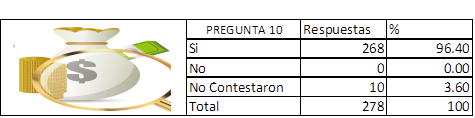 PREGUNTA 10 Respuestas %
Si 268 96.40
No 0 0.00
No Contestaron 10 3.60
Total 278 100
$